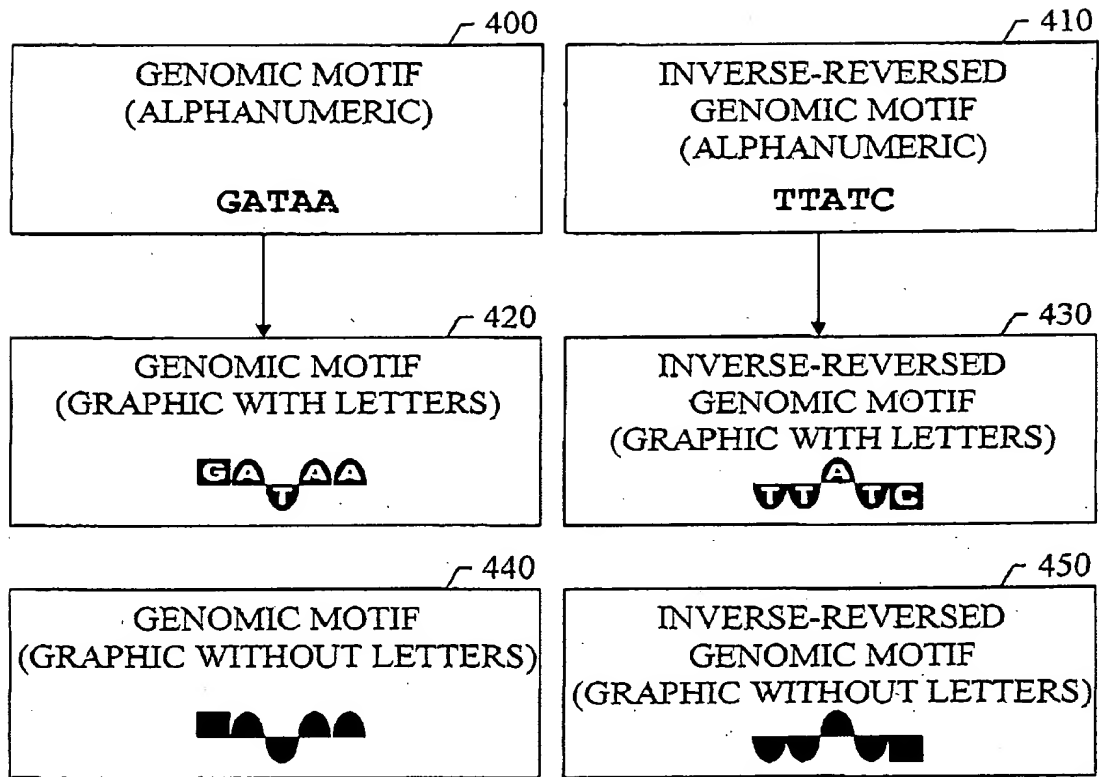 400
GENOMIC MOTIF
(ALPHANUMERIC)
GATAA
410
INVERSE-REVERSED
GENOMIC MOTIF
(ALPHANUMERIC)
TTATC
420
GENOMIC MOTIF
(GRAPHIC WITH LETTERS)
GATAA
430
INVERSE-REVERSED
GENOMIC MOTIF
(GRAPHIC WITH LETTERS)
TTATC
440
GENOMIC MOTIF
(GRAPHIC WITHOUT LETTERS)
450
INVERSE-REVERSED
GENOMIC MOTIF
(GRAPHIC WITHOUT LETTERS)